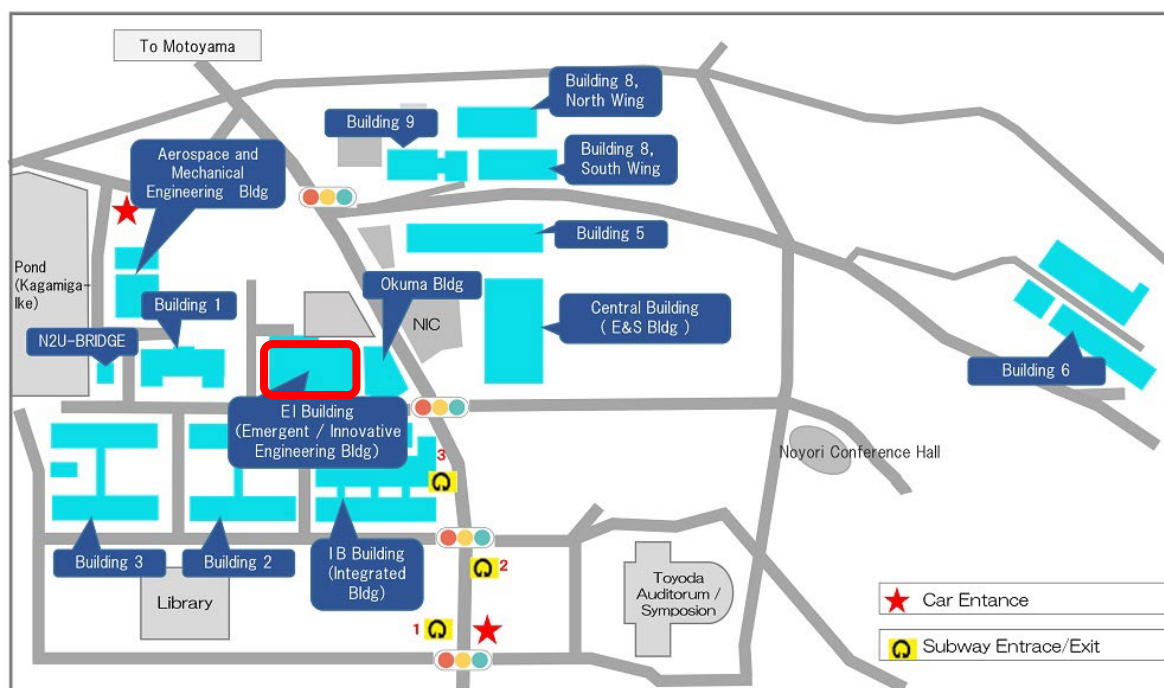 To Motoyama
Building 8,
North Wing
Building 9
Building 8,
South Wing
Aerospace and
Mechanical
Engineering Bldg
Building 5
Pond
(Kagamiga-
Ike)
Okuma Bldg
Building 1
NIC
Central Building
( E&S Bldg )
N2U-BRIDGE
Building 6
EI Building
(Emergent / Innovative
Engineering Bldg)
Noyori Conference Hall
3
Building 3
Building 2
IB Building
(Integrated
Bldg)
2
Library
Toyoda
Auditorium /
Symposion
1
Car Entance
Subway Entrace/Exit